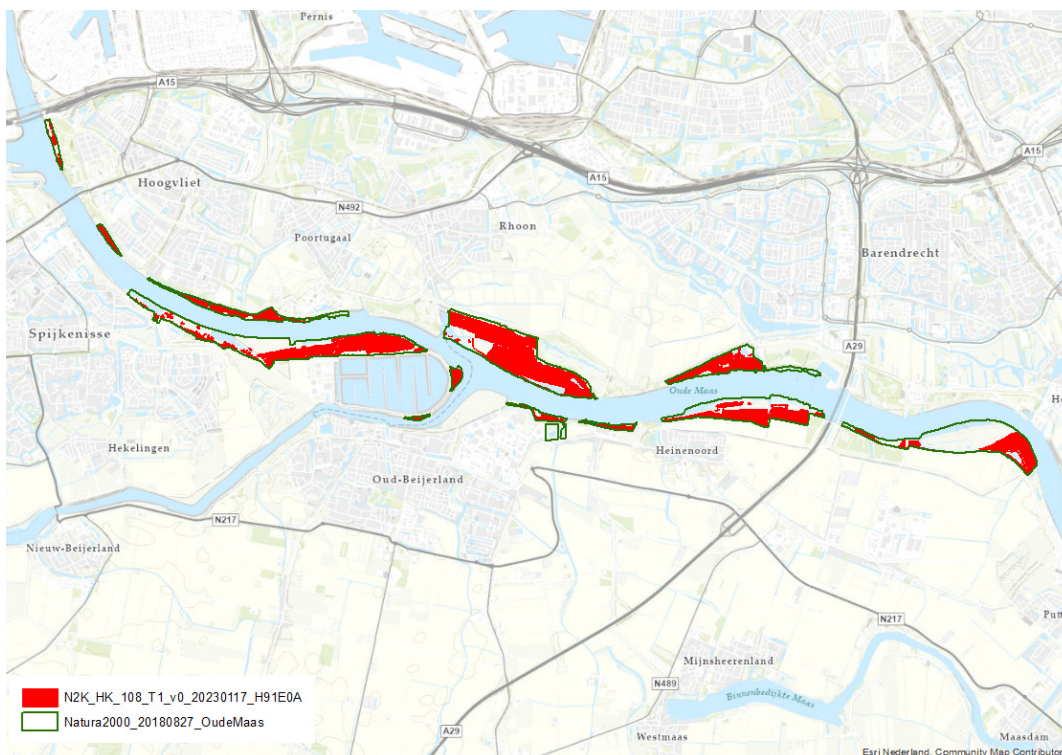 Pernis
A15
Hoogvliet
A15
A15
N492
Rhoon
Poortugaal
Barendrecht
Spijkenisse
A29
Oude Maas
Hekelingen
Heinenoord
Oud-Beijerland
N217
Nieuw-Beijerland
N217
Mijnsheerenland
N489
Binnenbedijkte Maas
Westmaas
A29
Maasdam
N2K_HK_108_T1_v0_20230117_H91E0A
Natura2000_20180827_OudeMaas
Esri Nederland, Community Map Contributor